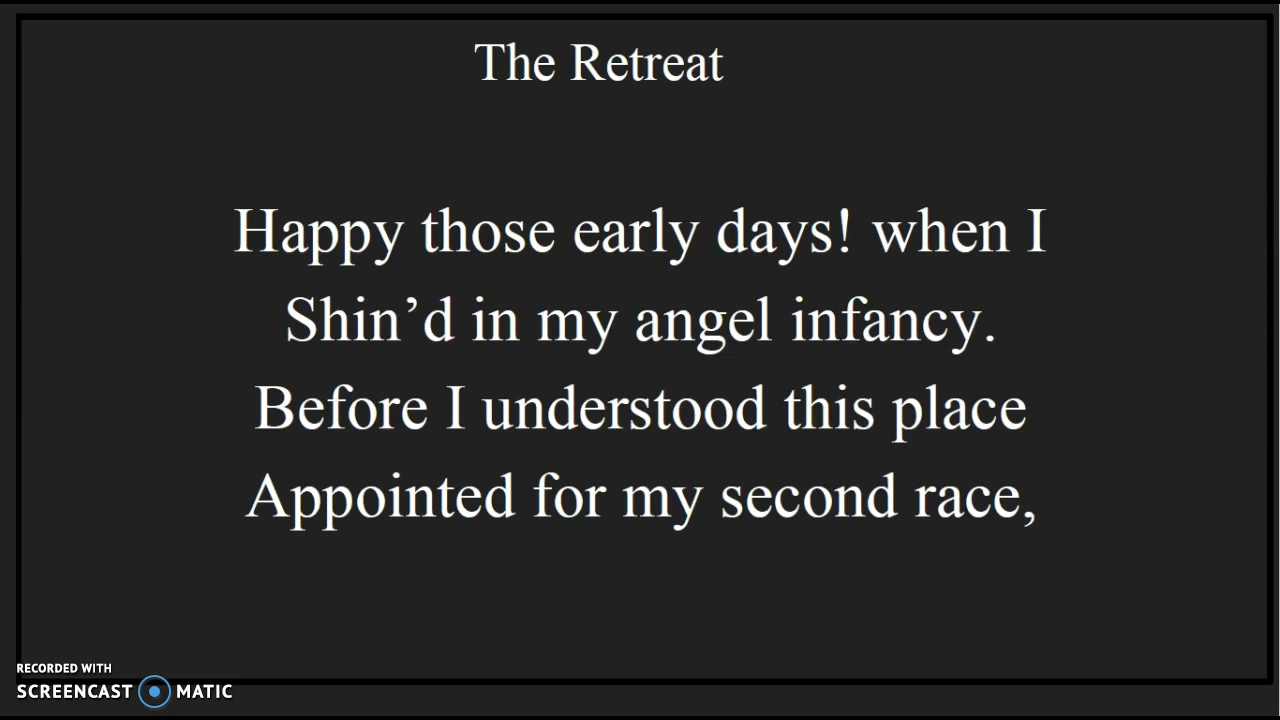 The Retreat
Happy those early days! when I
Shin’d in my angel infancy.
Before I understood this place
Appointed for my second race,
RECORDED WITH
SCREENCAST MATIC